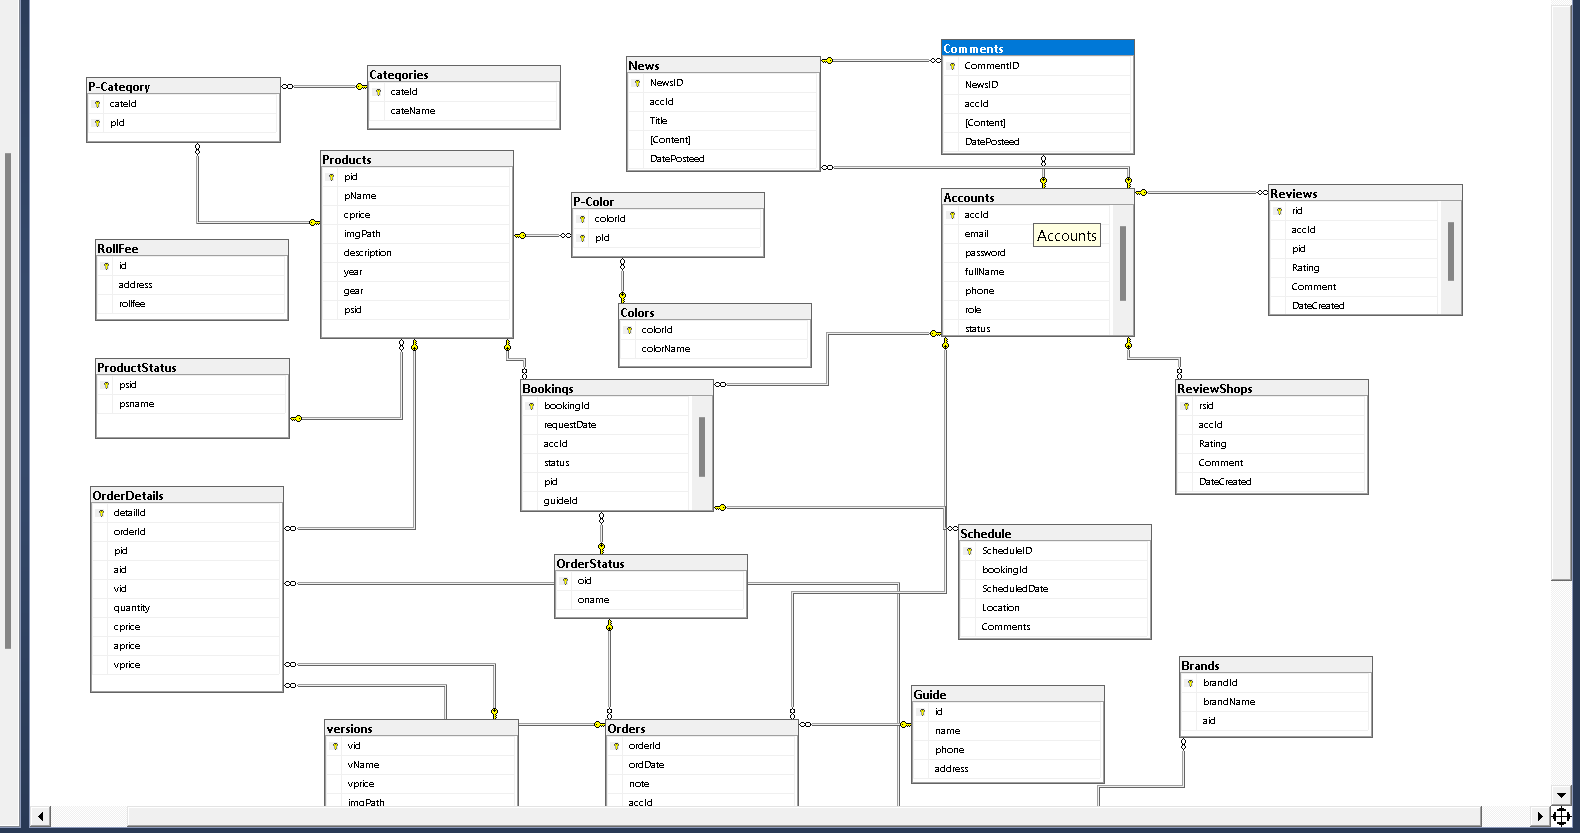 P-Category
cateId
pId
Categories
cateId
cateName
News
NewsID
accId
Title
[Content]
DatePosteed
Comments
CommentID
NewsID
accId
[Content]
DatePosteed
Products
pid
pName
cprice
imgPath
description
year
gear
psid
P-Color
colorId
pId
Accounts
accId
email
password
fullName
phone
role
status
Accounts
Reviews
rid
accId
pid
Rating
Comment
DateCreated
RollFee
id
address
rollfee
Colors
colorId
colorName
ProductStatus
psid
psname
Bookings
bookingId
requestDate
accId
status
pid
guideId
ReviewShops
rsid
accId
Rating
Comment
DateCreated
OrderDetails
detailId
orderId
pid
aid
vid
quantity
cprice
aprice
vprice
OrderStatus
oid
oname
Schedule
ScheduleID
bookingId
ScheduledDate
Location
Comments
Brands
brandId
brandName
aid
Guide
id
name
phone
address
versions
vid
vName
vprice
imgPath
Orders
orderId
ordDate
note
accId